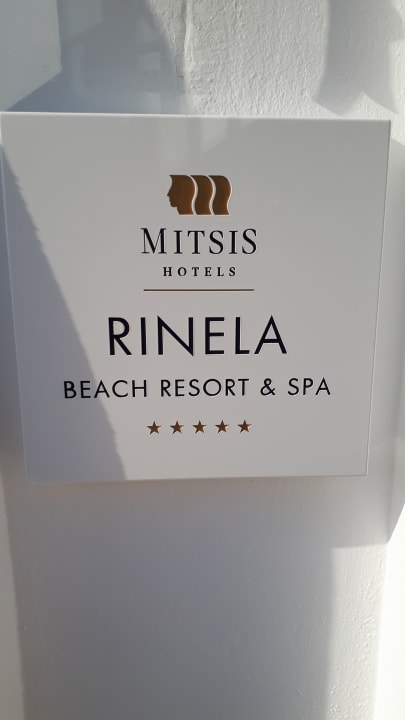 MITSIS
HOTELS
RINELA
BEACH RESORT & SPA